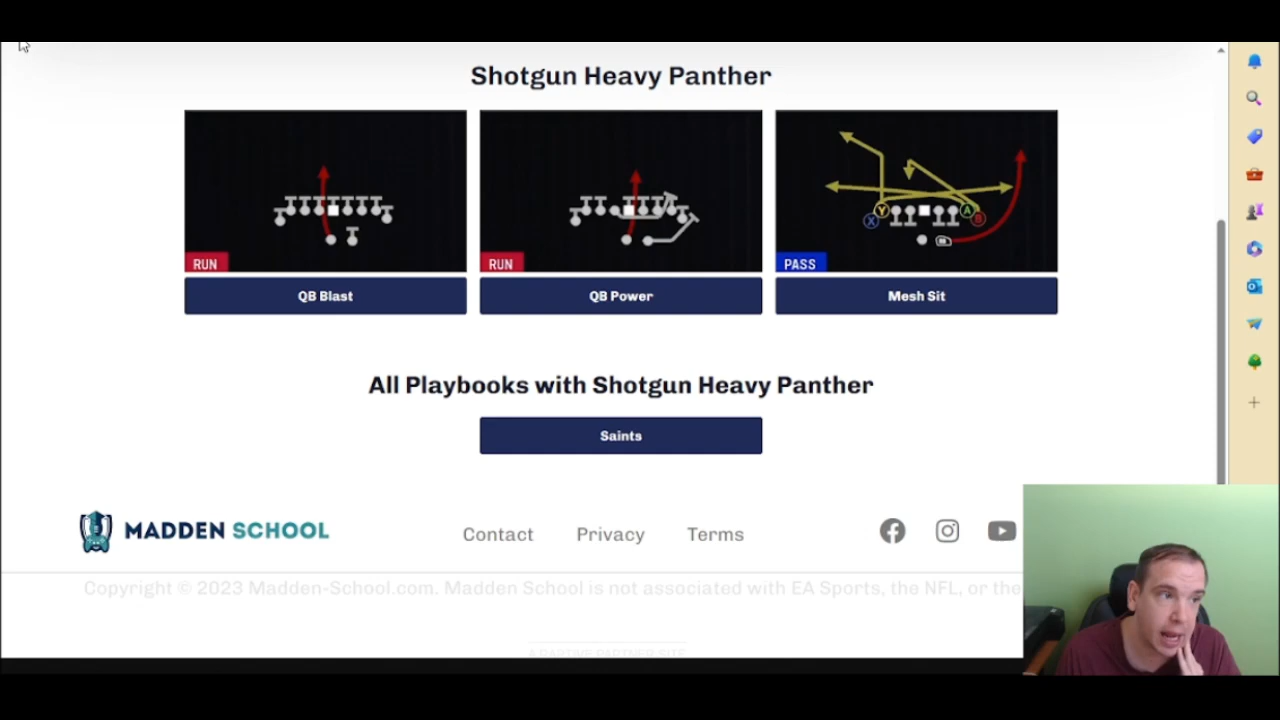 Shotgun Heavy Panther
RUN
RUN
PASS
X
Y
A
B
QB Blast
QB Power
Mesh Sit
All Playbooks with Shotgun Heavy Panther
Saints
MADDEN SCHOOL
Contact
Privacy
Terms
Copyright © 2023 Madden-School.com. Madden School is not associated with EA Sports, the NFL, or the
PARTNER SITE